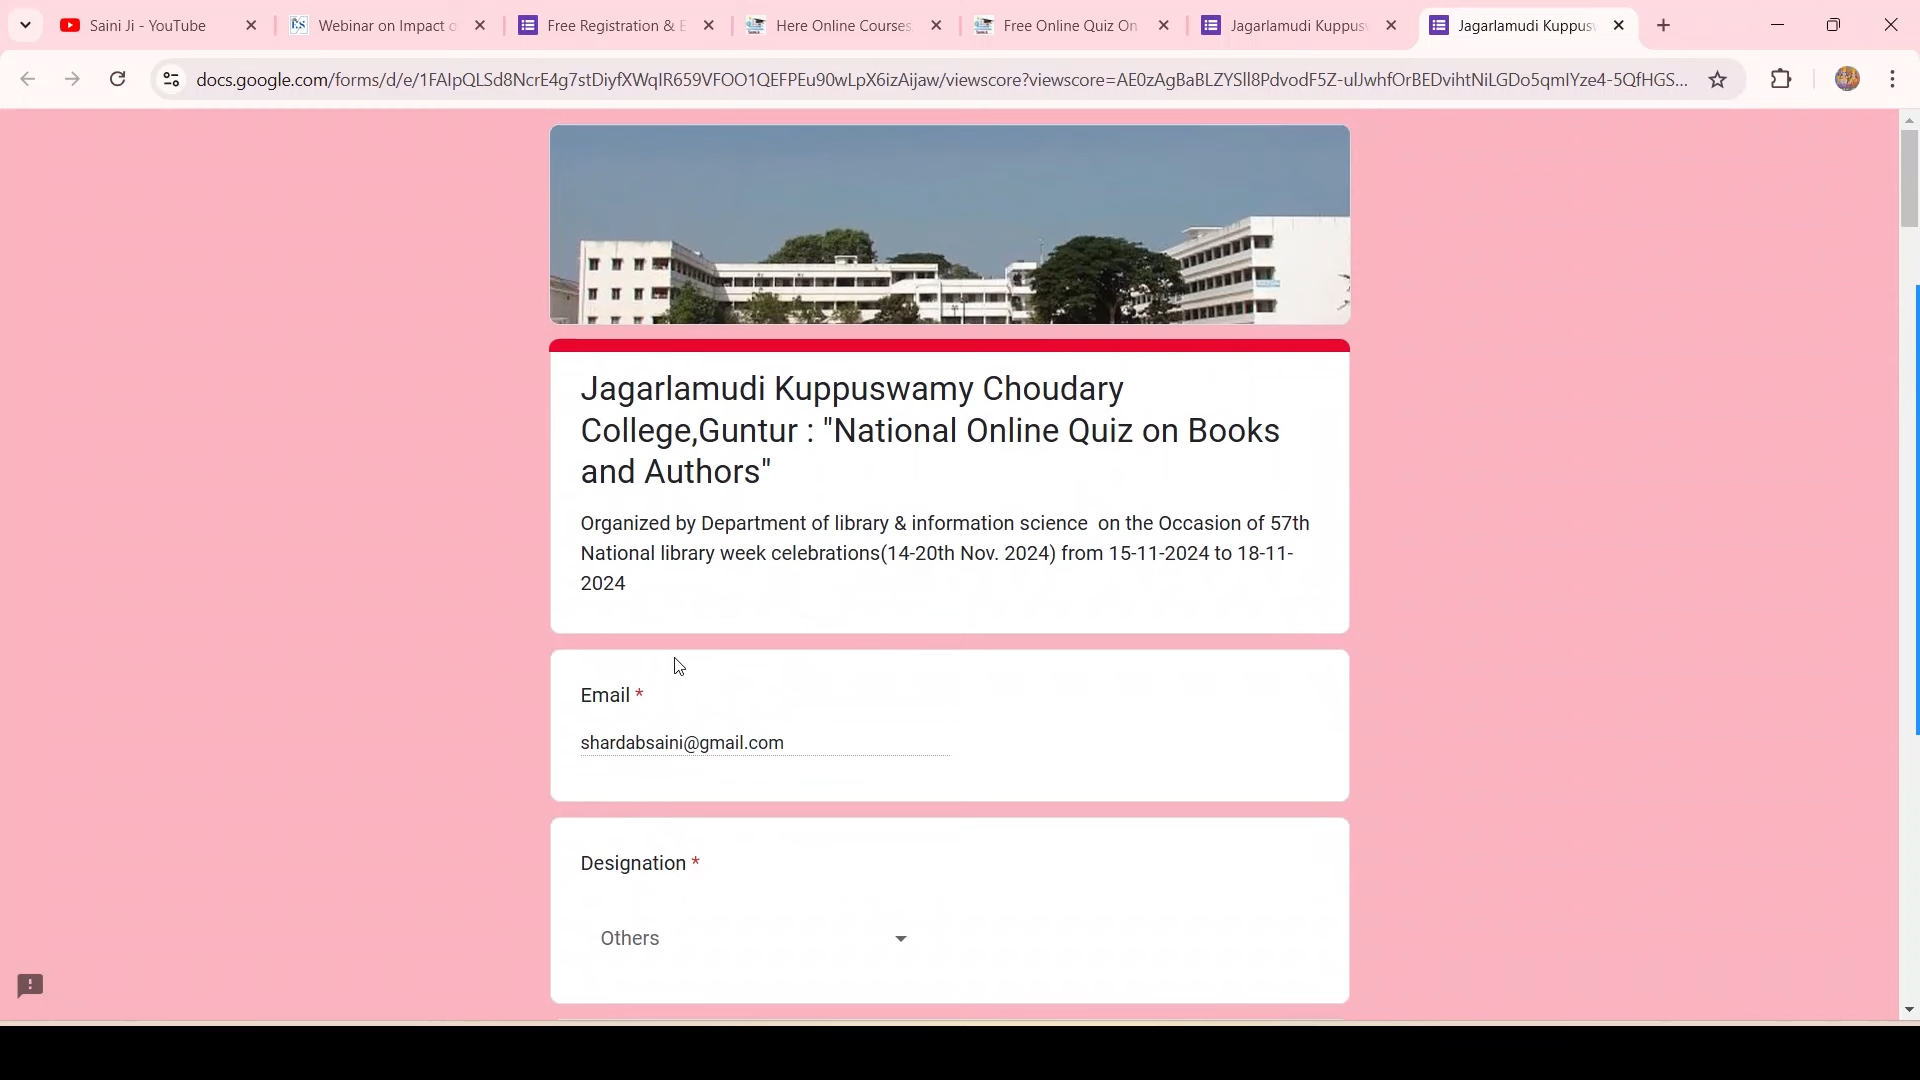 Saini Ji - YouTube
Webinar on Impact o
Free Registration & E
Here Online Courses,
Free Online Quiz On
Jagarlamudi Kuppus
Jagarlamudi Kuppus
docs.google.com/forms/d/e/1FAIpQLSd8NcrE4g7stDiyfXWqIR659VFOO1QEFPEu90wLpX6izAijaw/viewscore?viewscore=AE0zAgBaBLZYSll8PdvodF5Z-ulJwhfOrBEDvihtNiLGDo5qmIYze4-5QfHGS...
Jagarlamudi Kuppuswamy Choudary
College,Guntur : "National Online Quiz on Books
and Authors"
Organized by Department of library & information science on the Occasion of 57th
National library week celebrations(14-20th Nov. 2024) from 15-11-2024 to 18-11-
2024
Email *
shardabsaini@gmail.com
Designation *
Others